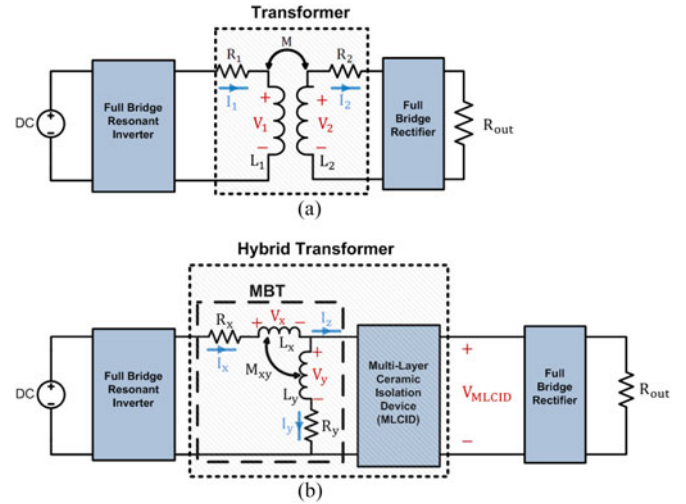 Transformer
M
R₁
R₂
I₁
I₂
+
+
V₁
V₂
−
−
L₁
L₂
DC
+
−
Full Bridge
Resonant
Inverter
Full
Bridge
Rectifier
Rout
(a)
Hybrid Transformer
MBT
Rx
+ Vx −
Iz
Lx
Ix
Mxy
+
Vy
−
Ly
Iy
Ry
DC
+
−
Full Bridge
Resonant
Inverter
Multi-Layer
Ceramic
Isolation
Device
(MLCID)
+
VMLCID
−
Full
Bridge
Rectifier
Rout
(b)